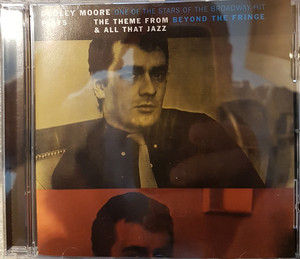 DUDLEY MOORE ONE OF THE STARS OF THE BROADWAY HIT
PLAYS THE THEME FROM BEYOND THE FRINGE
& ALL THAT JAZZ